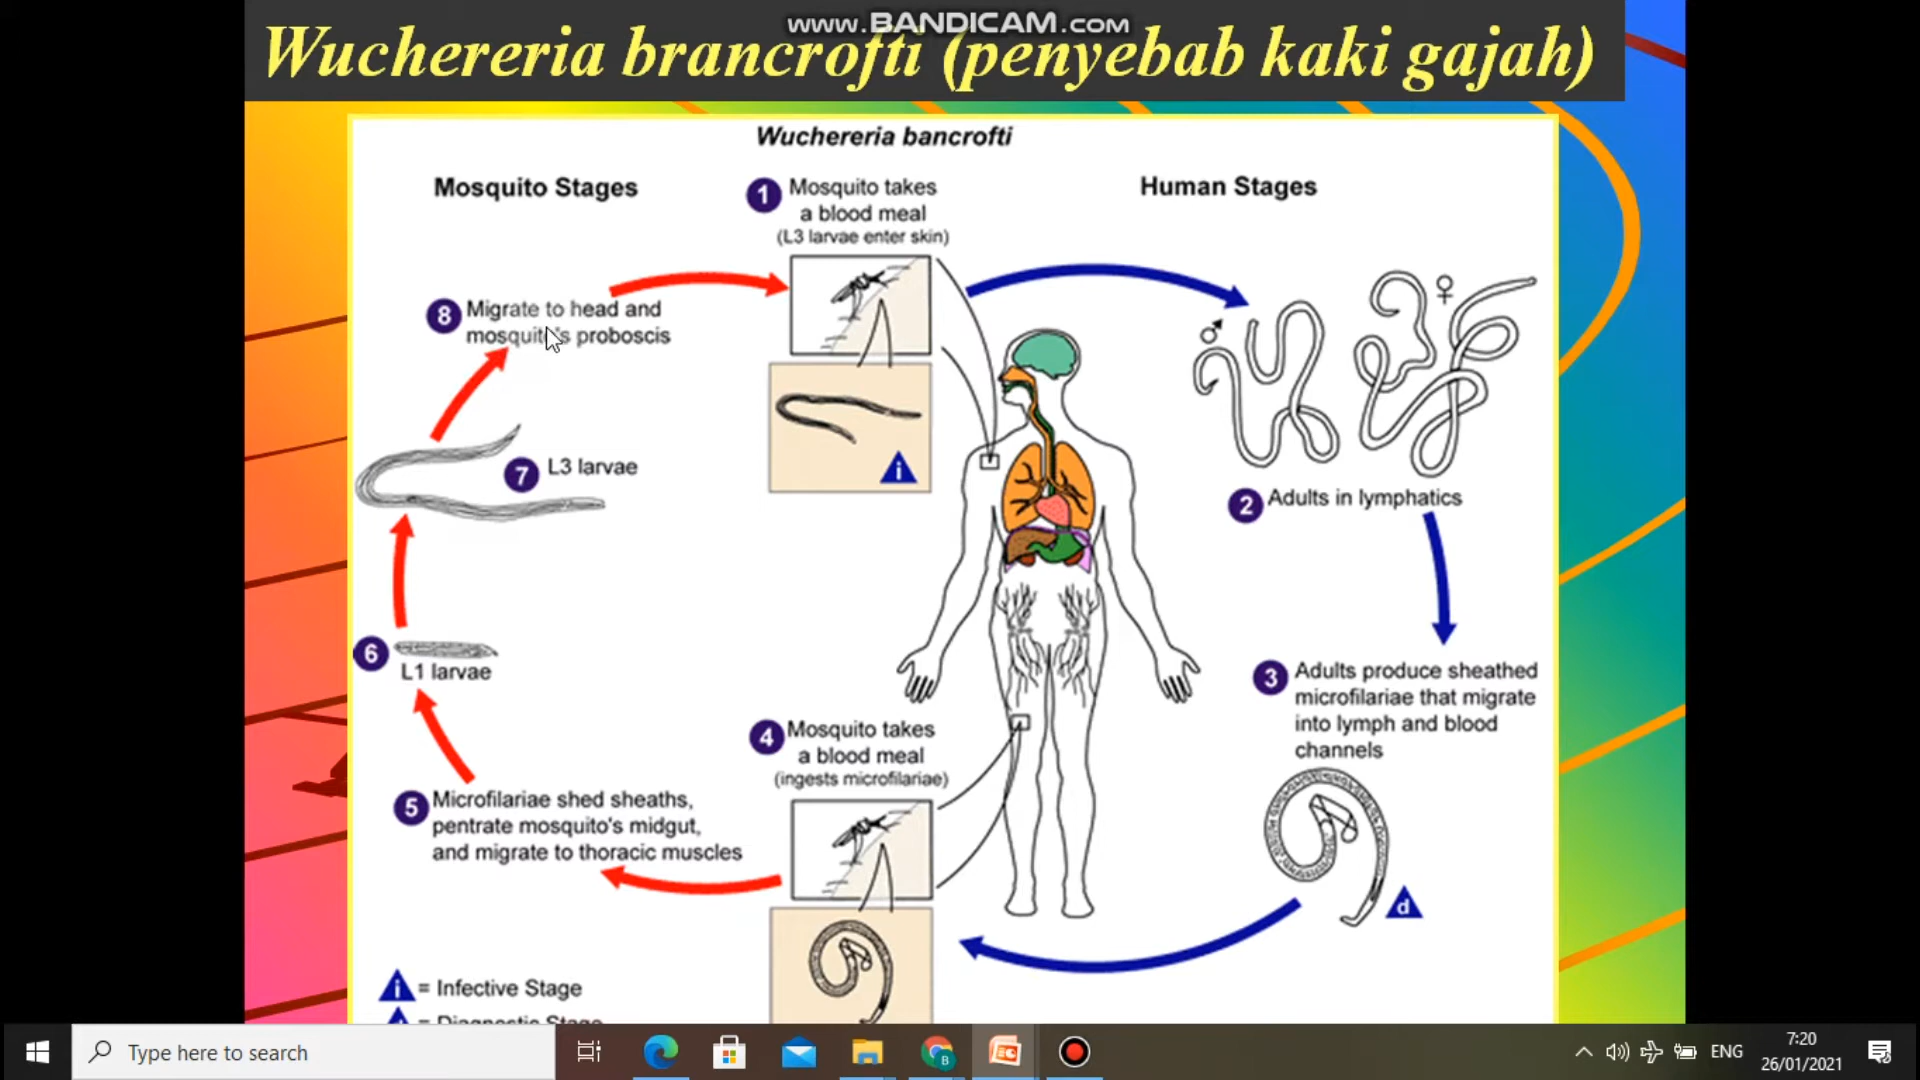 www.BANDICAM.com
Wuchereria brancrofti (penyebab kaki gajah)
Wuchereria bancrofti
Mosquito Stages
Human Stages
1 Mosquito takes
a blood meal
(L3 larvae enter skin)
8 Migrate to head and
mosquito's proboscis
i
♂
♀
7 L3 larvae
2 Adults in lymphatics
6
L1 larvae
3 Adults produce sheathed
microfilariae that migrate
into lymph and blood
channels
d
4 Mosquito takes
a blood meal
(ingests microfilariae)
5 Microfilariae shed sheaths,
pentrate mosquito's midgut,
and migrate to thoracic muscles
i = Infective Stage
= Diagnostic Stage
Type here to search
B
ENG
7:20
26/01/2021